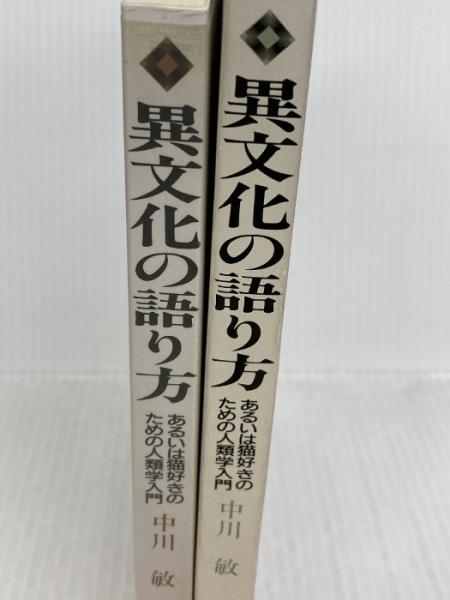 異文化の語り方
あるいは猫好きの
ための人類学入門
中川 敏
異文化の語り方
あるいは猫好きの
ための人類学入門
中川 敏